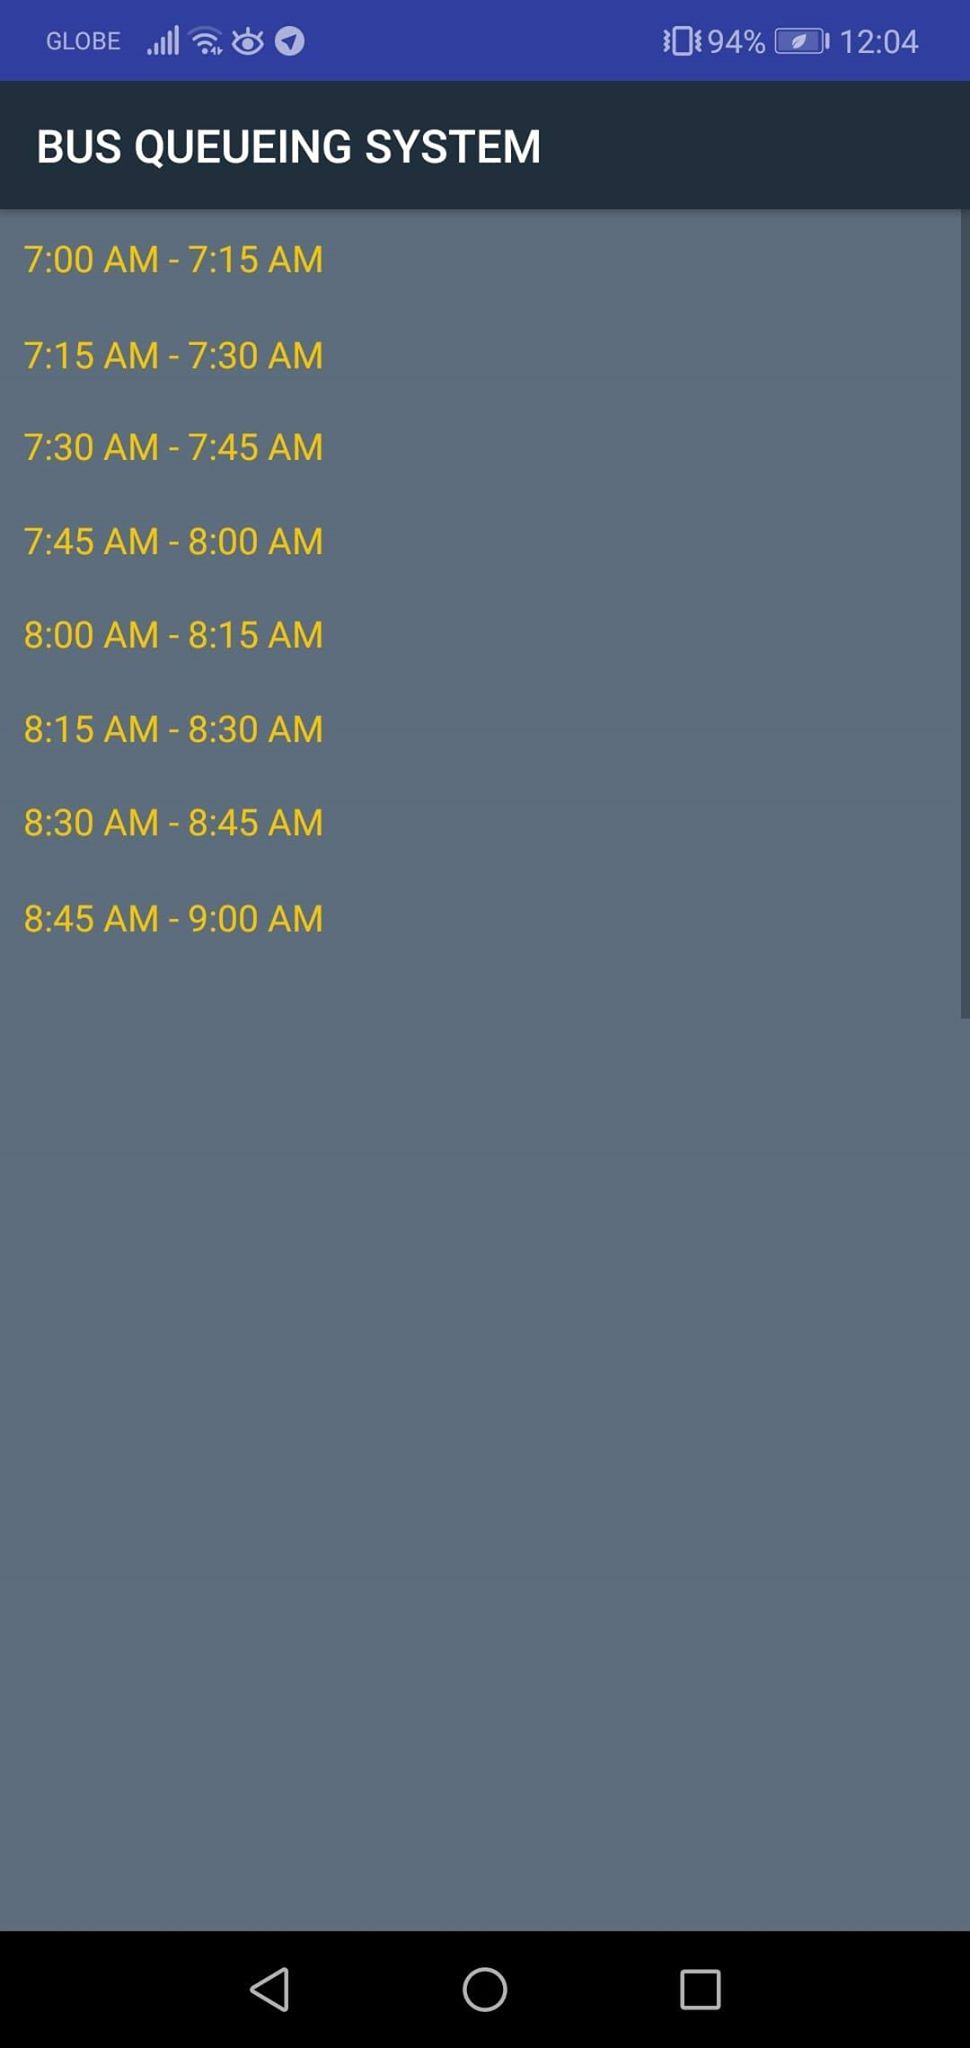 GLOBE 94% 12:04
BUS QUEUEING SYSTEM
7:00 AM - 7:15 AM
7:15 AM - 7:30 AM
7:30 AM - 7:45 AM
7:45 AM - 8:00 AM
8:00 AM - 8:15 AM
8:15 AM - 8:30 AM
8:30 AM - 8:45 AM
8:45 AM - 9:00 AM